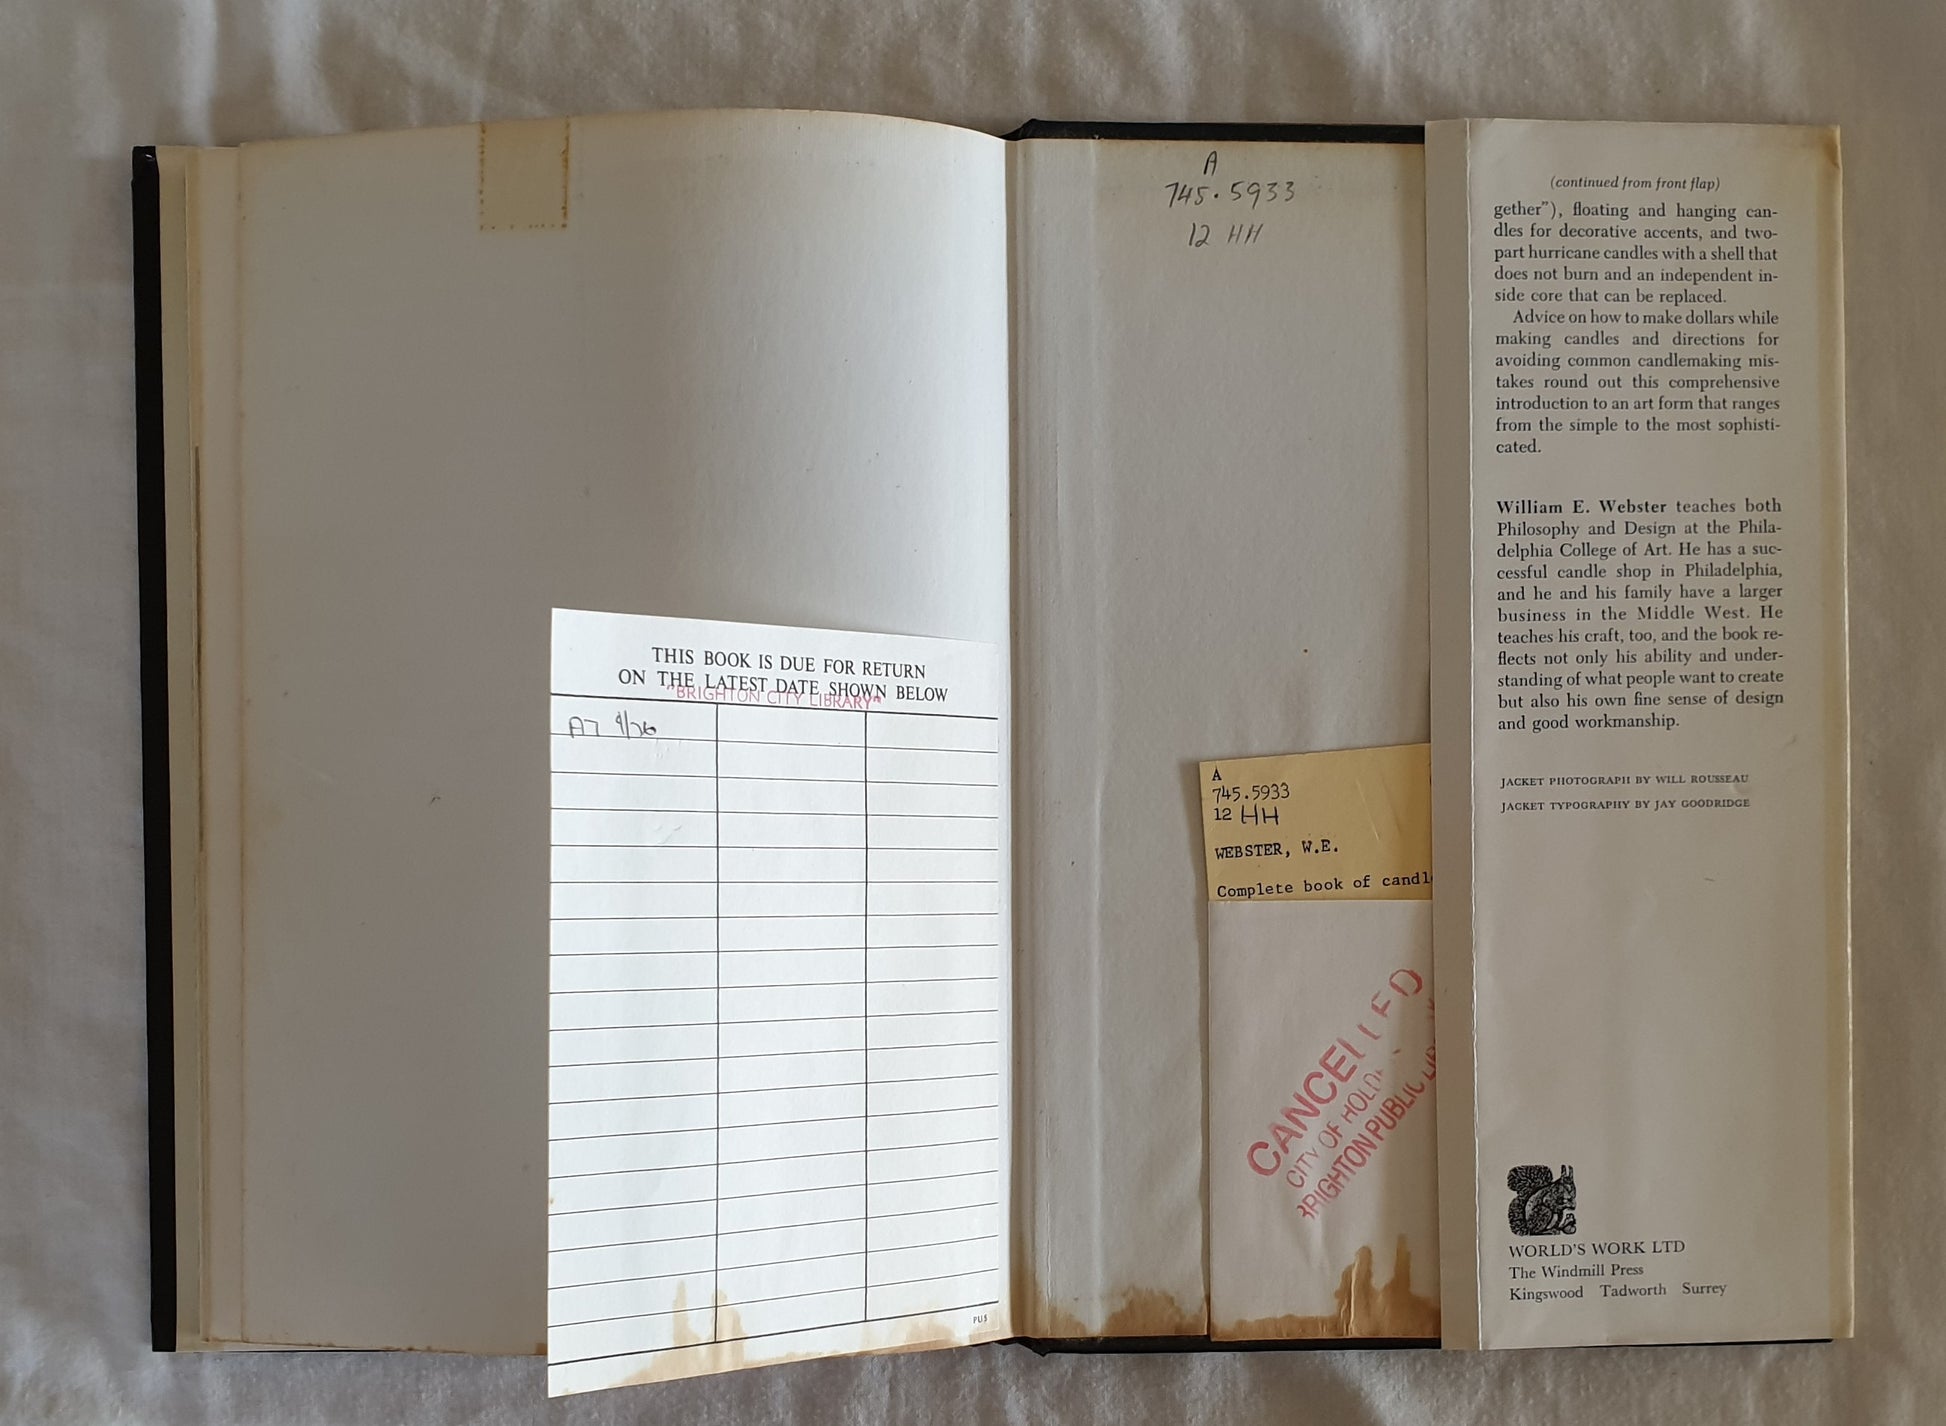 THIS BOOK IS DUE FOR RETURN
ON THE LATEST DATE SHOWN BELOW
"BRIGHTON CITY LIBRARY"
A7 9/76
PU5
A
745.5933
12 HH
A
745.5933
12 HH
WEBSTER, W.E.
Complete book of candl
CANCELLED
CITY OF HOLD
BRIGHTON PUBLIC LIB
(continued from front flap)
gether"), floating and hanging can-
dles for decorative accents, and two-
part hurricane candles with a shell that
does not burn and an independent in-
side core that can be replaced.
Advice on how to make dollars while
making candles and directions for
avoiding common candlemaking mis-
takes round out this comprehensive
introduction to an art form that ranges
from the simple to the most sophisti-
cated.
William E. Webster teaches both
Philosophy and Design at the Phila-
delphia College of Art. He has a suc-
cessful candle shop in Philadelphia,
and he and his family have a larger
business in the Middle West. He
teaches his craft, too, and the book re-
flects not only his ability and under-
standing of what people want to create
but also his own fine sense of design
and good workmanship.
JACKET PHOTOGRAPH BY WILL ROUSSEAU
JACKET TYPOGRAPHY BY JAY GOODRIDGE
WORLD'S WORK LTD
The Windmill Press
Kingswood Tadworth Surrey